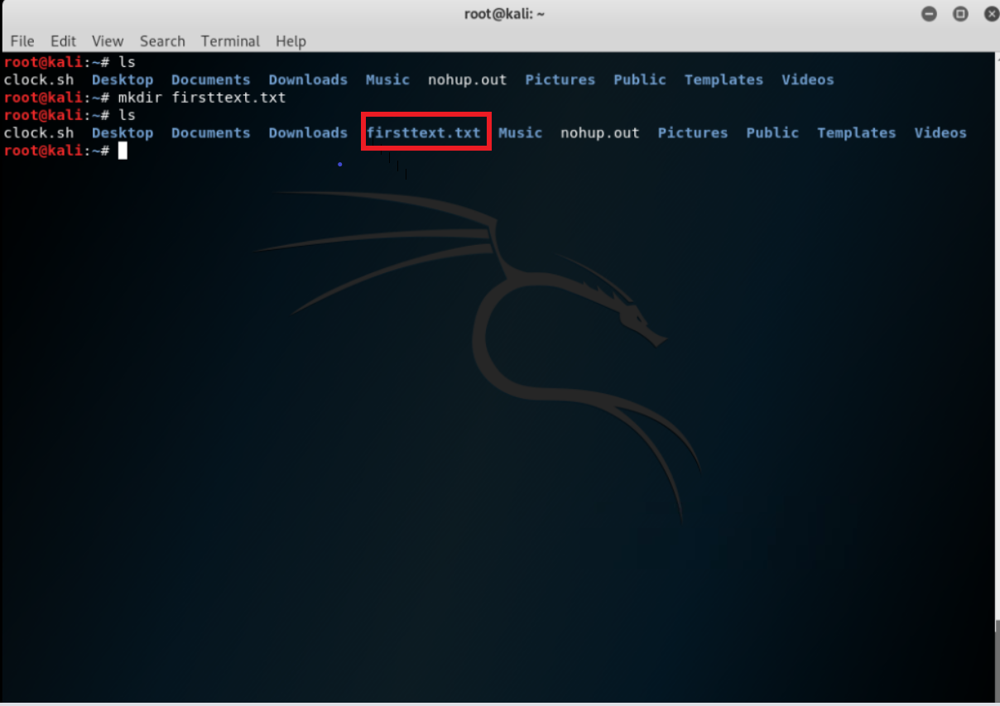 root@kali: ~
File Edit View Search Terminal Help
root@kali:~# ls
clock.sh Desktop Documents Downloads Music nohup.out Pictures Public Templates Videos
root@kali:~# mkdir firsttext.txt
root@kali:~# ls
clock.sh Desktop Documents Downloads firsttext.txt Music nohup.out Pictures Public Templates Videos
root@kali:~#